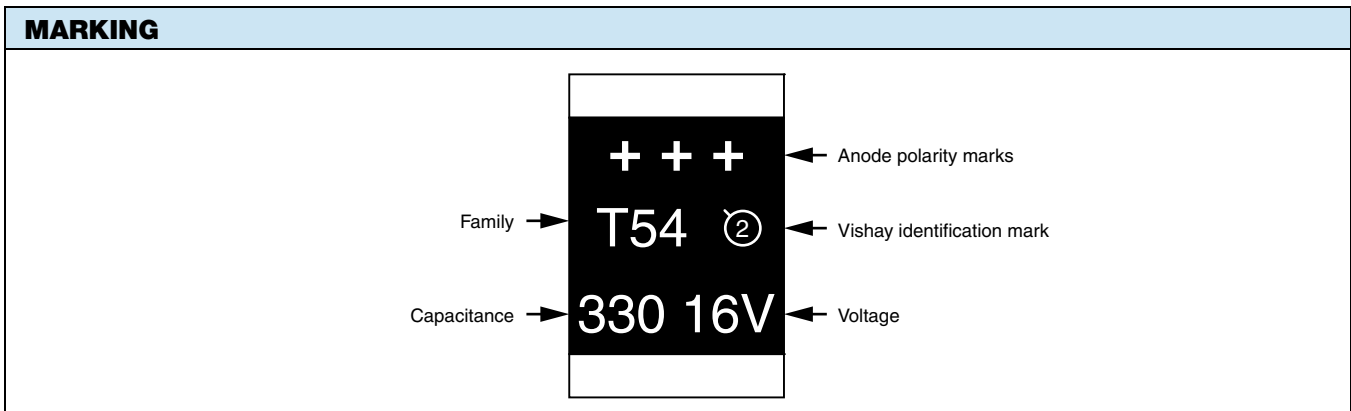 MARKING
+ + +
Anode polarity marks
Family
T54 2
Vishay identification mark
Capacitance
330 16V
Voltage